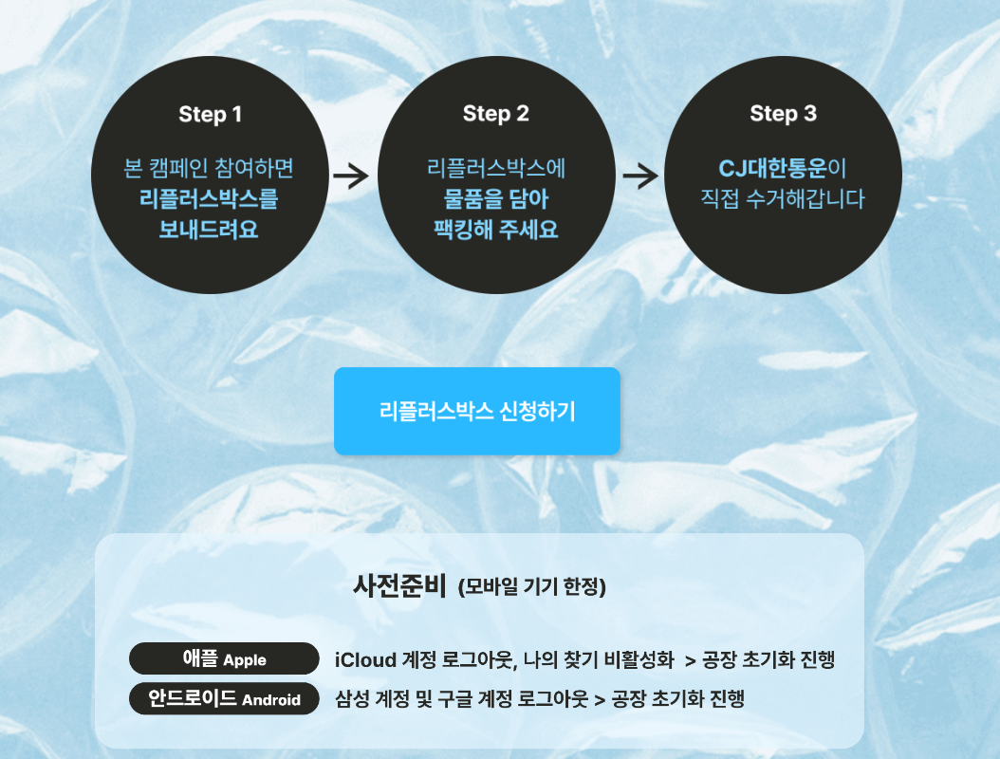 Step 1
본 캠페인 참여하면
리플러스박스를
보내드려요
Step 2
리플러스박스에
물품을 담아
팩킹해 주세요
Step 3
CJ대한통운이
직접 수거해갑니다
리플러스박스 신청하기
사전준비 (모바일 기기 한정)
애플 Apple iCloud 계정 로그아웃, 나의 찾기 비활성화 > 공장 초기화 진행
안드로이드 Android 삼성 계정 및 구글 계정 로그아웃 > 공장 초기화 진행